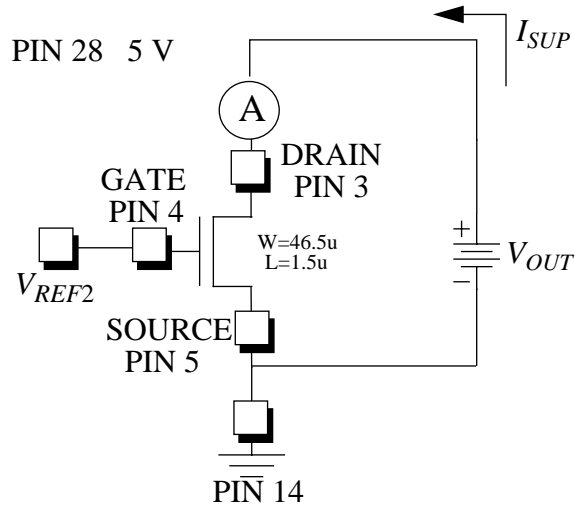 I_SUP
PIN 28 5 V
A
DRAIN
PIN 3
GATE
PIN 4
W=46.5u
L=1.5u
+
V_OUT
−
V_REF2
SOURCE
PIN 5
PIN 14